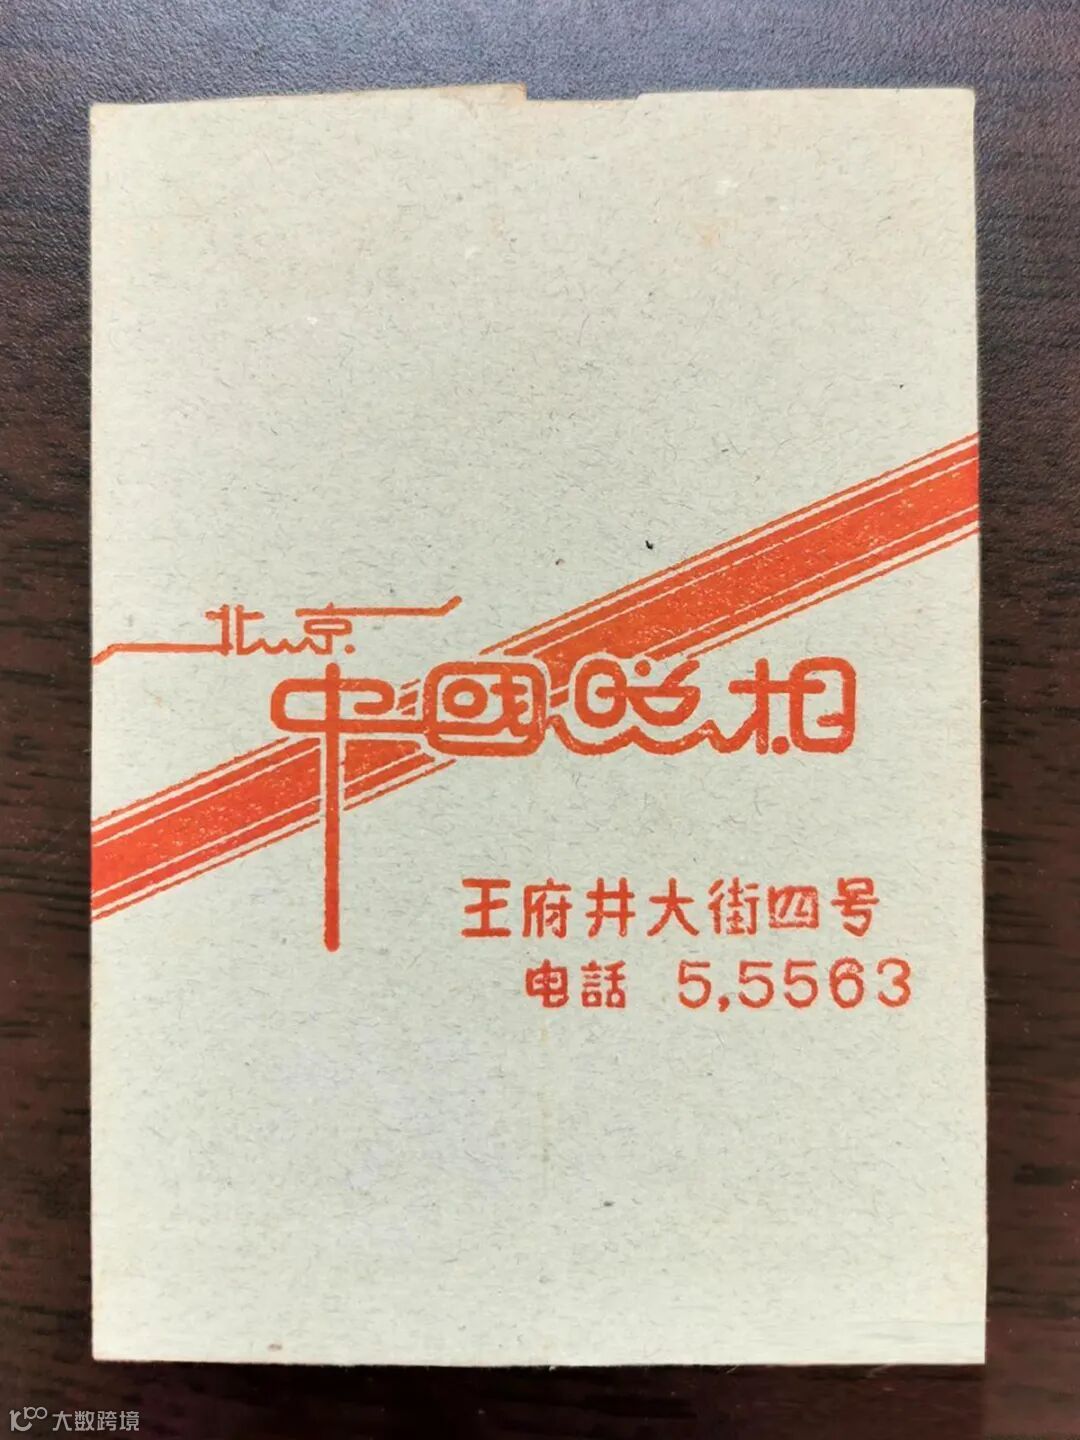 北京
中國照相
王府井大街四号
电話 5,5563
大数跨境